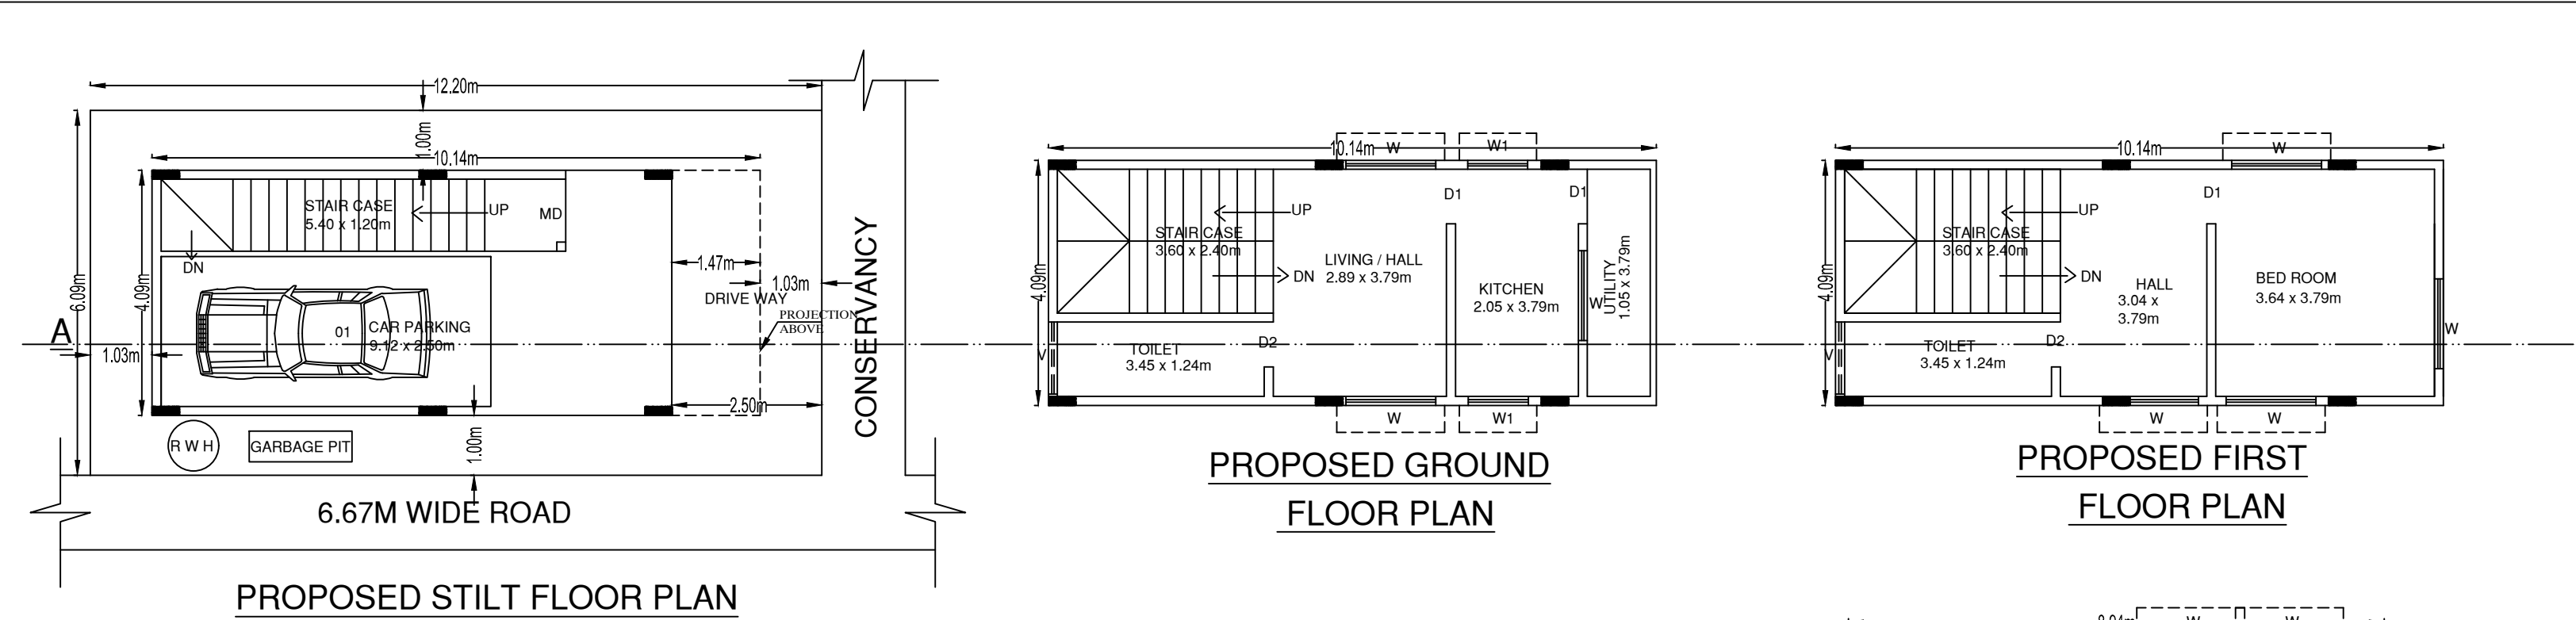 12.20m
1.00m
10.14m
STAIR CASE
5.40 x 1.20m
UP
MD
DN
6.09m
4.09m
1.47m
1.03m
DRIVE WAY
PROJECTION
ABOVE
CONSERVANCY
01
CAR PARKING
9.12 x 2.50m
A
1.03m
2.50m
1.00m
R W H
GARBAGE PIT
6.67M WIDE ROAD
PROPOSED STILT FLOOR PLAN
10.14m
W
W1
D1
D1
STAIR CASE
3.60 x 2.40m
UP
DN
4.09m
LIVING / HALL
2.89 x 3.79m
KITCHEN
2.05 x 3.79m
W
UTILITY
1.05 x 3.79m
V
TOILET
3.45 x 1.24m
D2
W
W1
PROPOSED GROUND
FLOOR PLAN
10.14m
W
D1
STAIR CASE
3.60 x 2.40m
UP
DN
4.09m
HALL
3.04 x
3.79m
BED ROOM
3.64 x 3.79m
W
V
TOILET
3.45 x 1.24m
D2
W
W
PROPOSED FIRST
FLOOR PLAN
W
W